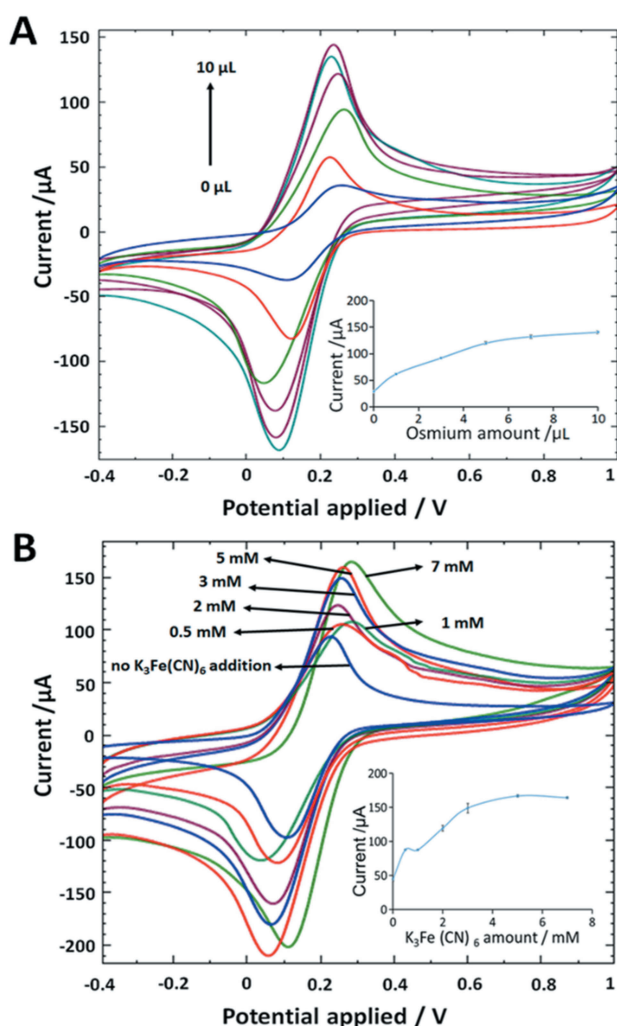 A
150
100
50
0
-50
-100
-150
Current /µA
10 µL
0 µL
200
150
100
50
0
Current /µA
0 2 4 6 8 10
Osmium amount /µL
-0.4 -0.2 0 0.2 0.4 0.6 0.8 1
Potential applied / V
B
150
100
50
0
-50
-100
-150
-200
Current /µA
5 mM
7 mM
3 mM
2 mM
1 mM
0.5 mM
no K₃Fe(CN)₆ addition
200
150
100
50
0
Current /µA
0 2 4 6 8
K₃Fe (CN) ₆ amount / mM
-0.4 -0.2 0 0.2 0.4 0.6 0.8 1
Potential applied / V